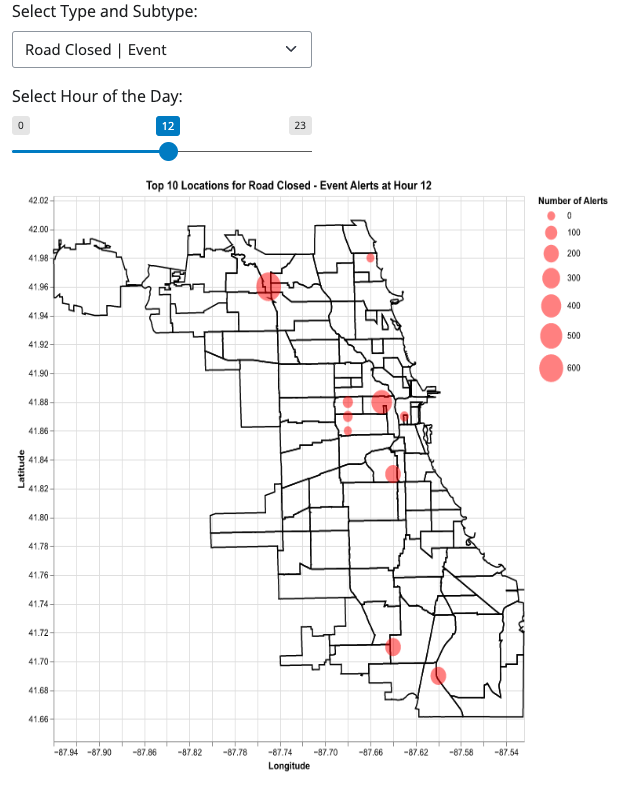 Select Type and Subtype:
Road Closed | Event
Select Hour of the Day:
0 12 23
Top 10 Locations for Road Closed - Event Alerts at Hour 12
Number of Alerts
0
100
200
300
400
500
600
Latitude
42.02
42.00
41.98
41.96
41.94
41.92
41.90
41.88
41.86
41.84
41.82
41.80
41.78
41.76
41.74
41.72
41.70
41.68
41.66
−87.94 −87.90 −87.86 −87.82 −87.78 −87.74 −87.70 −87.66 −87.62 −87.58 −87.54
Longitude